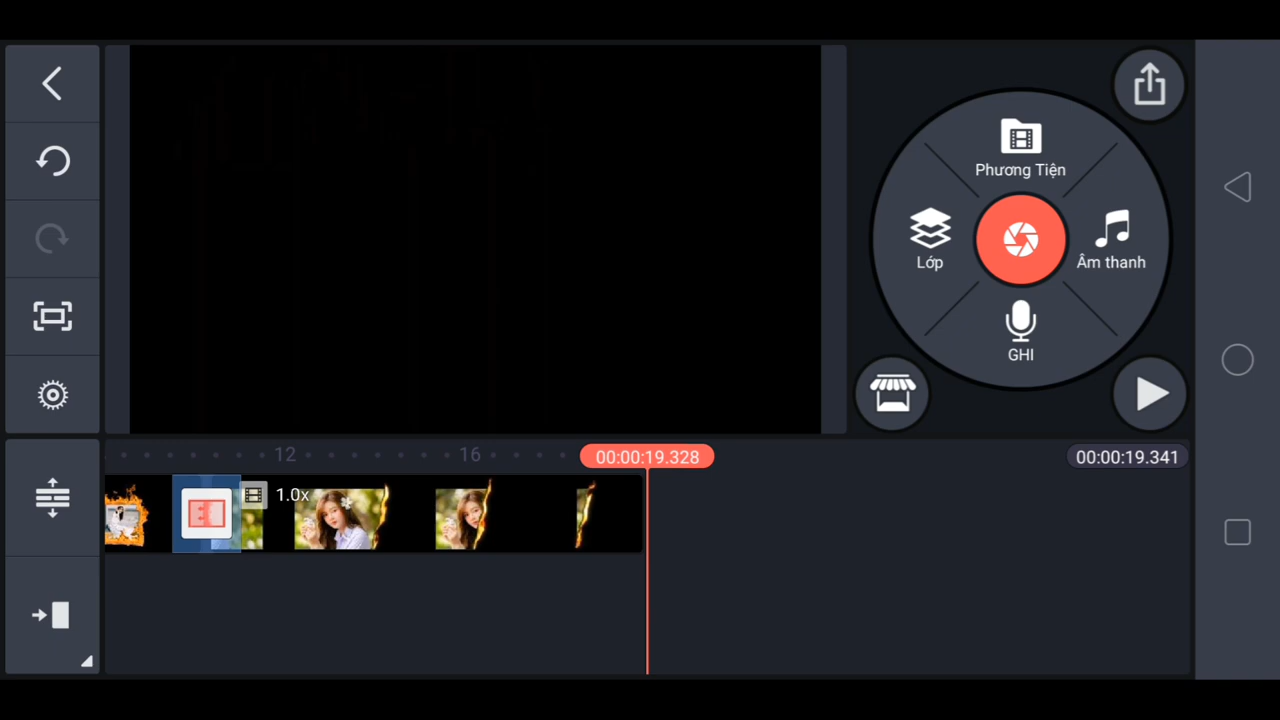 Phương Tiện
Lớp
Âm thanh
GHI
12
16
00:00:19.328
00:00:19.341
1.0x